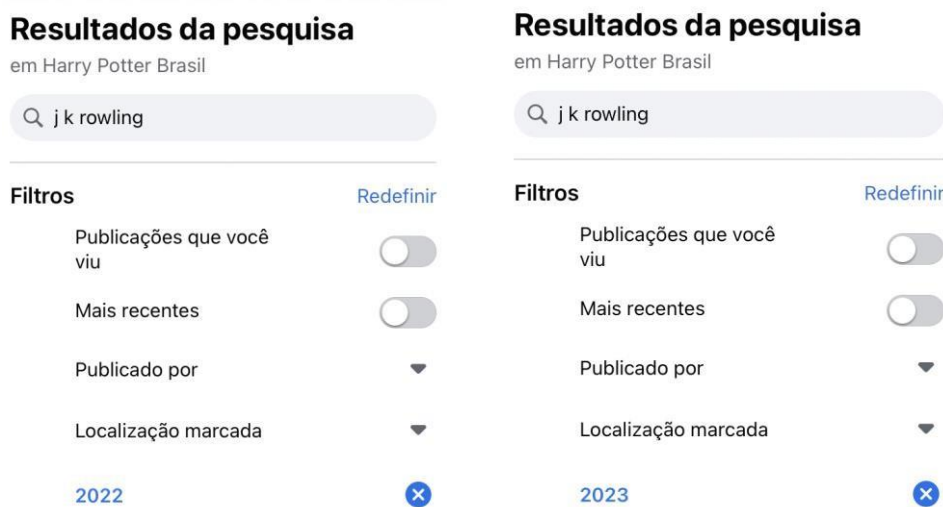 Resultados da pesquisa
em Harry Potter Brasil
j k rowling
Filtros
Redefinir
Publicações que você
viu
Mais recentes
Publicado por
Localização marcada
2022
Resultados da pesquisa
em Harry Potter Brasil
j k rowling
Filtros
Redefinir
Publicações que você
viu
Mais recentes
Publicado por
Localização marcada
2023